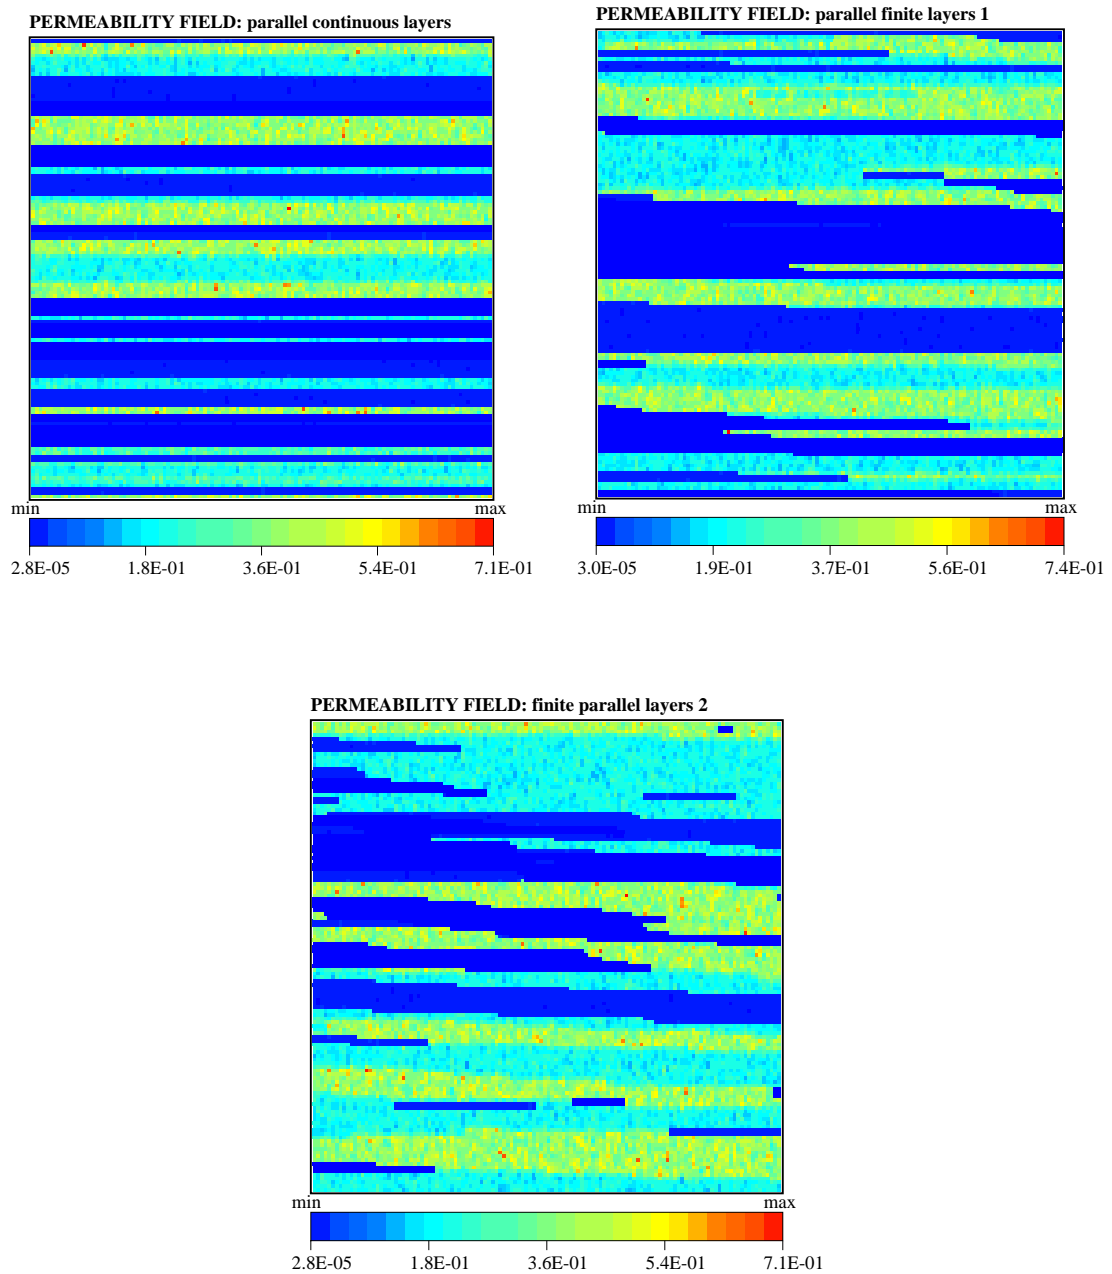 PERMEABILITY FIELD: parallel continuous layers
PERMEABILITY FIELD: parallel finite layers 1
min max
2.8E-05 1.8E-01 3.6E-01 5.4E-01 7.1E-01
min max
3.0E-05 1.9E-01 3.7E-01 5.6E-01 7.4E-01
PERMEABILITY FIELD: finite parallel layers 2
min max
2.8E-05 1.8E-01 3.6E-01 5.4E-01 7.1E-01